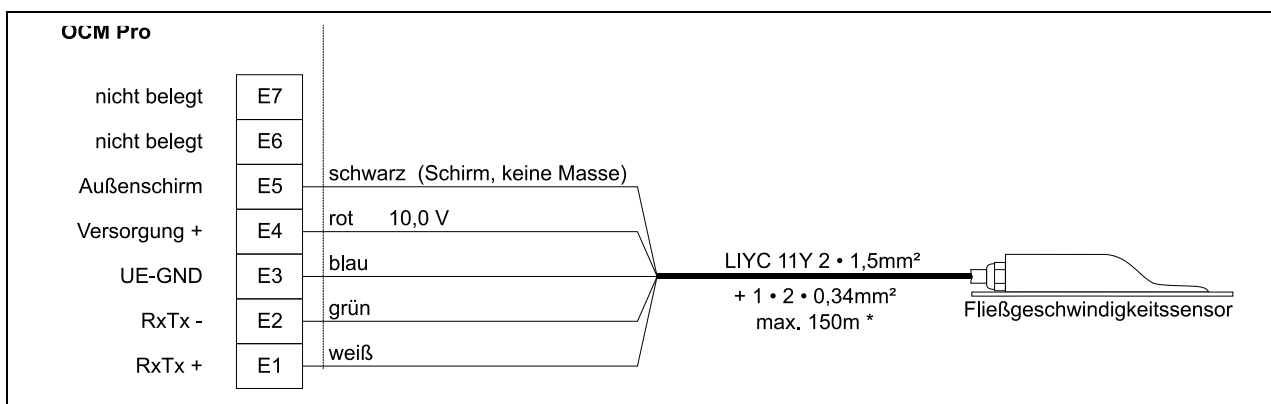 OCM Pro
nicht belegt E7
nicht belegt E6
Außenschirm E5 schwarz (Schirm, keine Masse)
Versorgung + E4 rot 10,0 V
UE-GND E3 blau
RxTx - E2 grün
RxTx + E1 weiß
LIYC 11Y 2 • 1,5mm²
+ 1 • 2 • 0,34mm²
max. 150m *
Fließgeschwindigkeitssensor